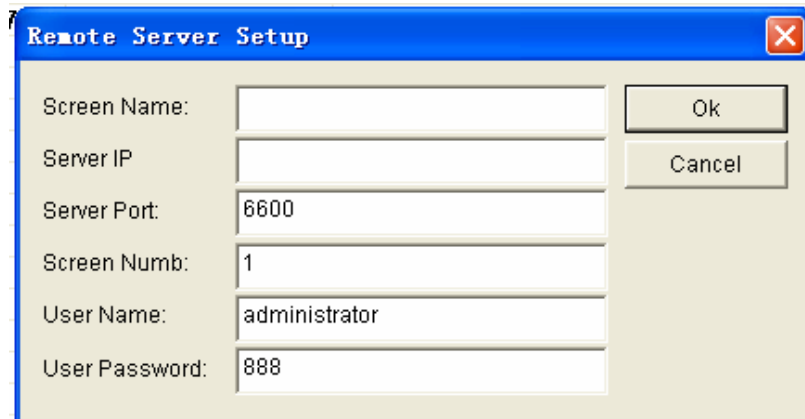 Remote Server Setup
Screen Name:
Ok
Server IP
Cancel
Server Port: 6600
Screen Numb: 1
User Name: administrator
User Password: 888